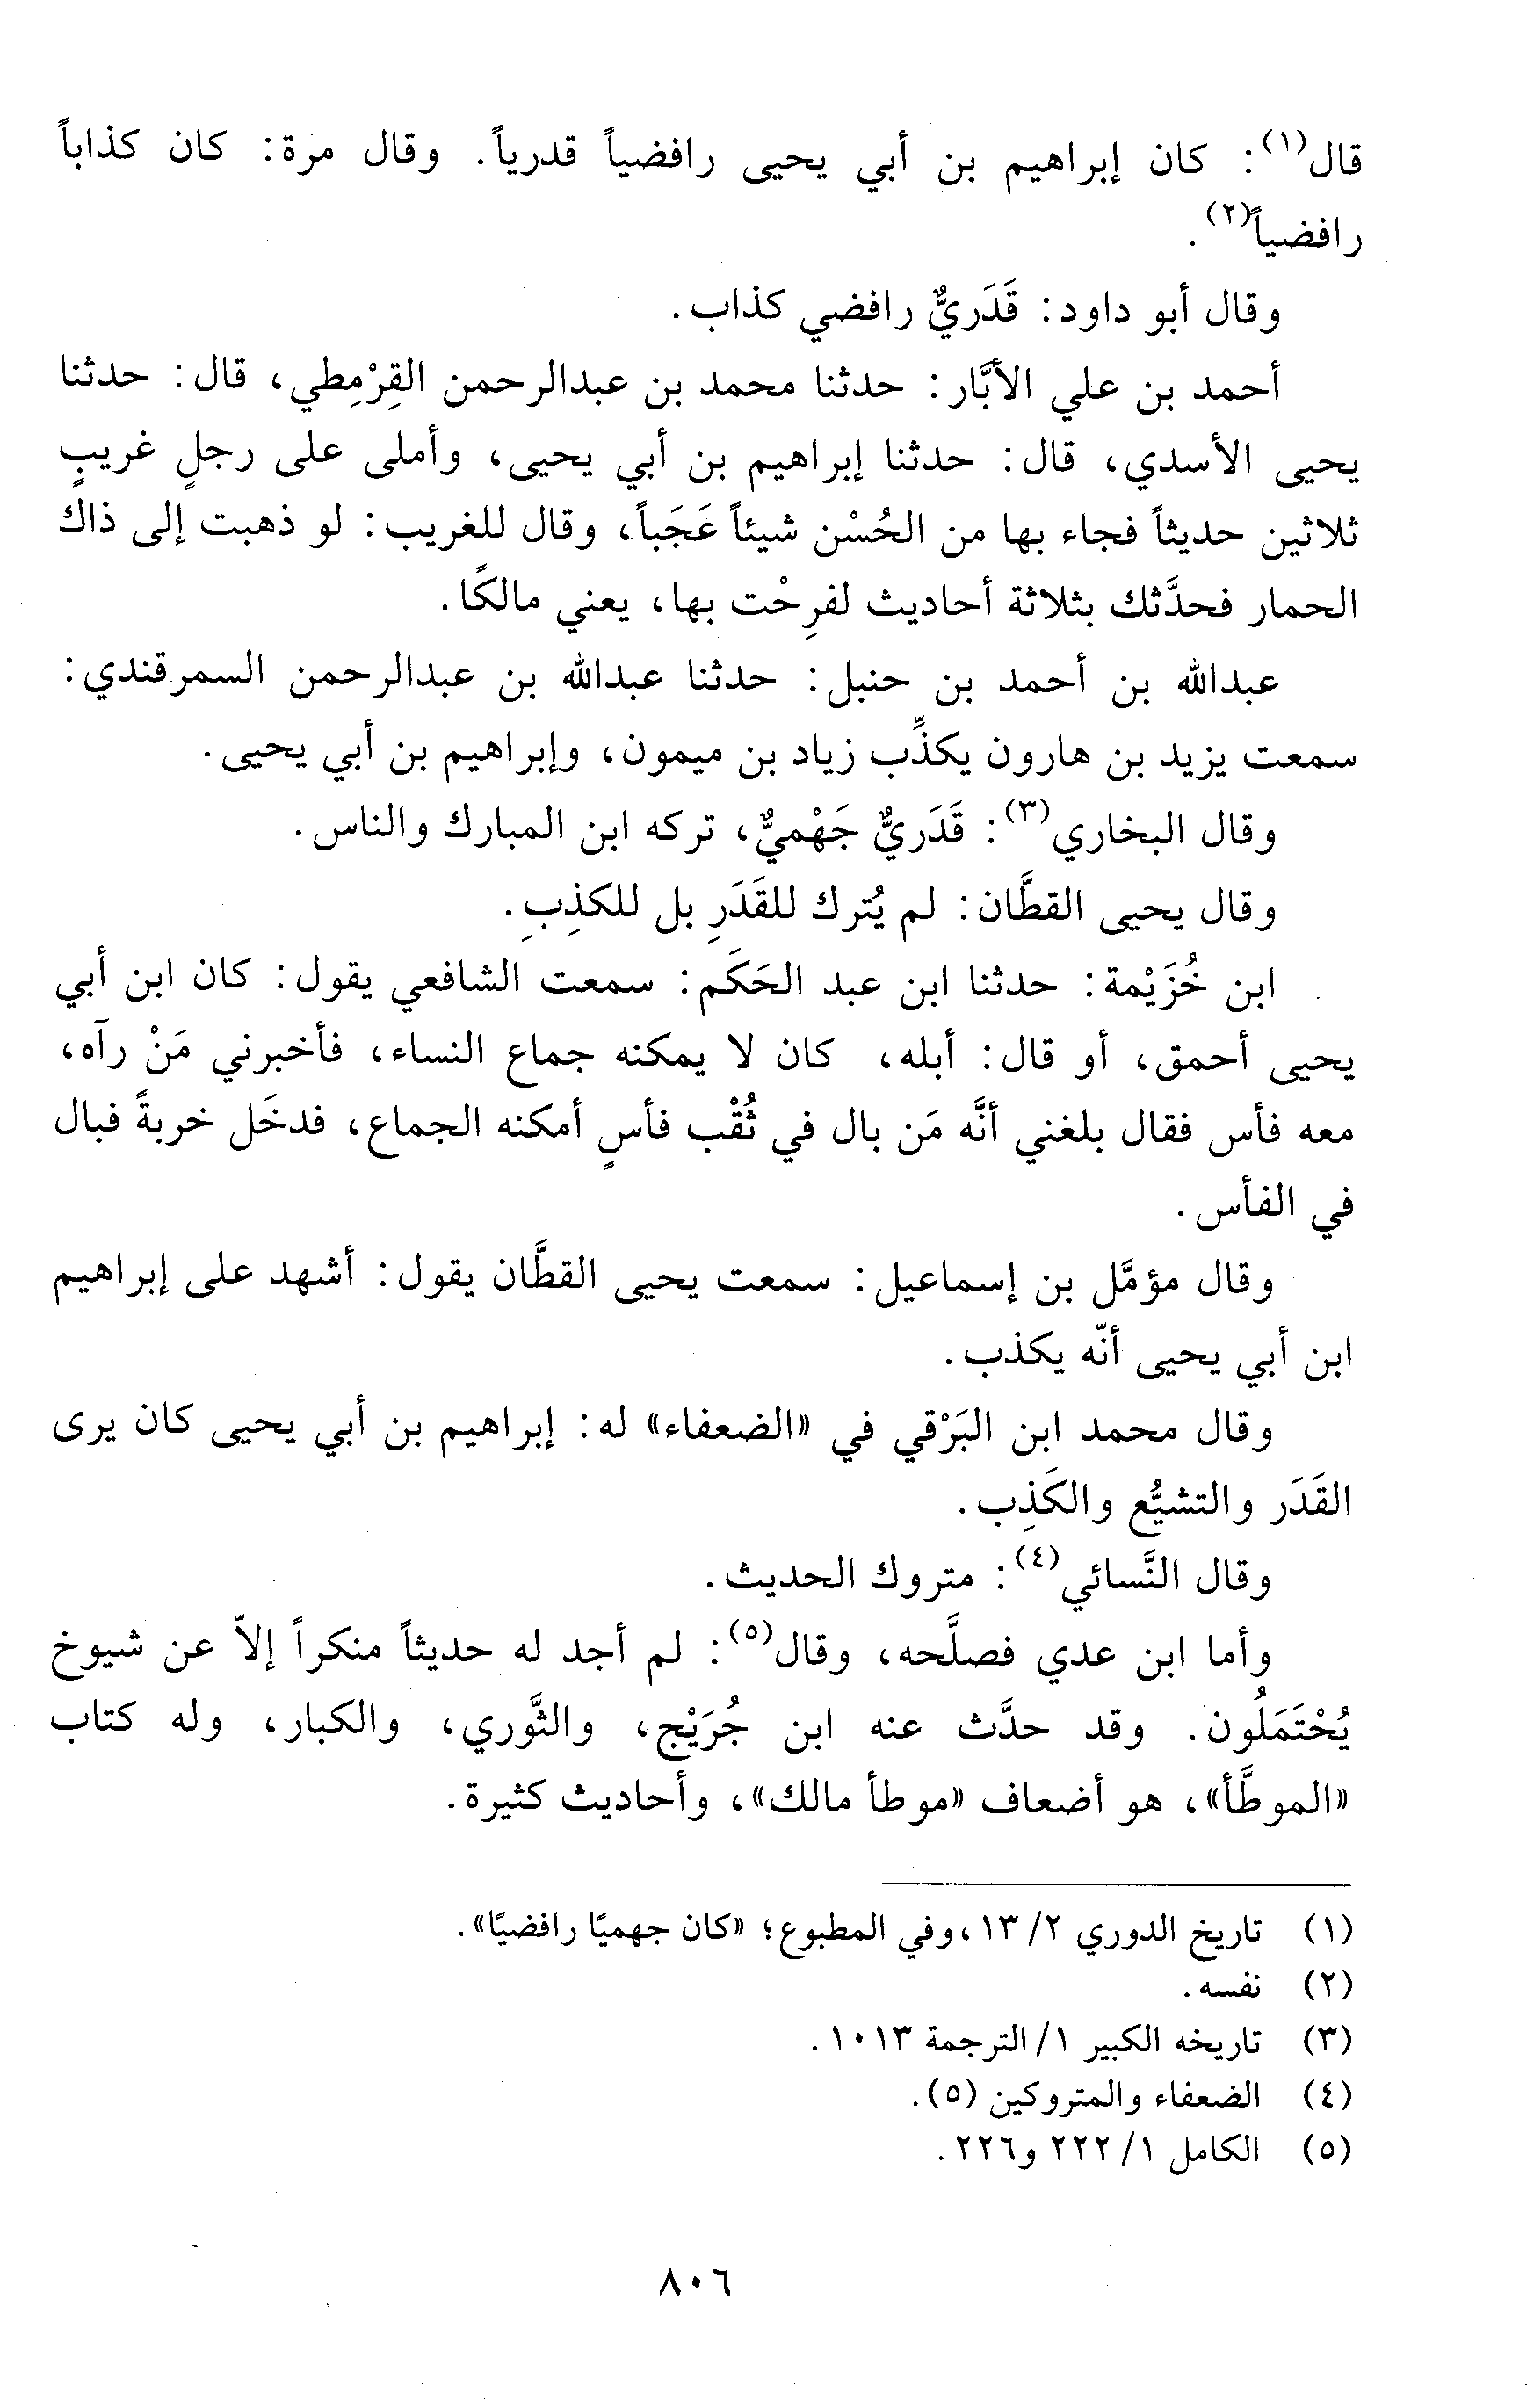 قال(١): كان إبراهيم بن أبي يحيى رافضياً قدرياً. وقال مرة: كان كذاباً
رافضياً(٢).
وقال أبو داود: قَدَريٌّ رافضي كذاب.
أحمد بن علي الأبَّار: حدثنا محمد بن عبدالرحمن القِرْمِطي، قال: حدثنا
يحيى الأسدي، قال: حدثنا إبراهيم بن أبي يحيى، وأملى على رجلٍ غريبٍ
ثلاثين حديثاً فجاء بها من الحُسْن شيئاً عَجَباً، وقال للغريب: لو ذهبت إلى ذاك
الحمار فحدَّثك بثلاثة أحاديث لفرِحْت بها، يعني مالكًا.
عبدالله بن أحمد بن حنبل: حدثنا عبدالله بن عبدالرحمن السمرقندي:
سمعت يزيد بن هارون يكذِّب زياد بن ميمون، وإبراهيم بن أبي يحيى.
وقال البخاري(٣): قَدَريٌّ جَهْميٌّ، تركه ابن المبارك والناس.
وقال يحيى القطَّان: لم يُترك للقَدَرِ بل للكذِبِ.
ابن خُزَيْمة: حدثنا ابن عبد الحَكَم: سمعت الشافعي يقول: كان ابن أبي
يحيى أحمق، أو قال: أبله، كان لا يمكنه جماع النساء، فأخبرني مَنْ رآه،
معه فأس فقال بلغني أنَّه مَن بال في ثُقْب فأسٍ أمكنه الجماع، فدخَل خربةً فبال
في الفأس.
وقال مؤمَّل بن إسماعيل: سمعت يحيى القطَّان يقول: أشهد على إبراهيم
ابن أبي يحيى أنّه يكذب.
وقال محمد ابن البَرْقي في «الضعفاء» له: إبراهيم بن أبي يحيى كان يرى
القَدَر والتشيُّع والكَذِب.
وقال النَّسائي(٤): متروك الحديث.
وأما ابن عدي فصلَّحه، وقال(٥): لم أجد له حديثاً منكراً إلاّ عن شيوخ
يُحْتَمَلُون. وقد حدَّث عنه ابن جُرَيْج، والثَّوري، والكبار، وله كتاب
«الموطَّأ»، هو أضعاف «موطأ مالك»، وأحاديث كثيرة.
(١) تاريخ الدوري ٢/ ١٣، وفي المطبوع؛ «كان جهميًا رافضيًا».
(٢) نفسه.
(٣) تاريخه الكبير ١/ الترجمة ١٠١٣.
(٤) الضعفاء والمتروكين (٥).
(٥) الكامل ١/ ٢٢٢ و٢٢٦.
٨٠٦